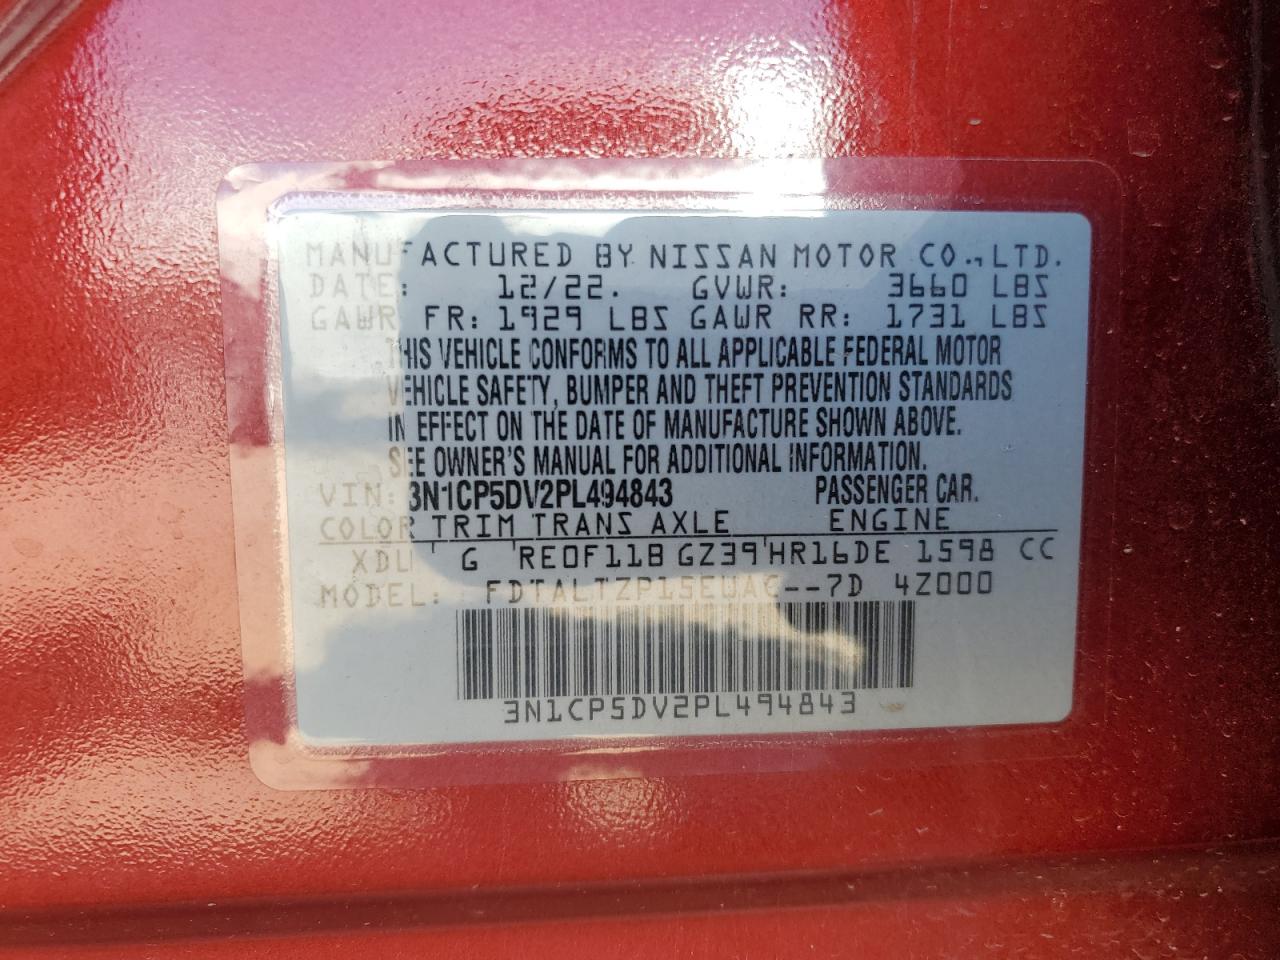 MANUFACTURED BY NISSAN MOTOR CO., LTD.
DATE: 12/22. GVWR: 3660 LBS
GAWR FR: 1929 LBS GAWR RR: 1731 LBS
THIS VEHICLE CONFORMS TO ALL APPLICABLE FEDERAL MOTOR
VEHICLE SAFETY, BUMPER AND THEFT PREVENTION STANDARDS
IN EFFECT ON THE DATE OF MANUFACTURE SHOWN ABOVE.
SEE OWNER'S MANUAL FOR ADDITIONAL INFORMATION.
VIN: 3N1CP5DV2PL494843 PASSENGER CAR.
COLOR TRIM TRANS AXLE ENGINE
G RE0F11B GZ39 HR16DE 1598 CC
MODEL: FDTALTZP15EUAC--7D 4Z000
3N1CP5DV2PL494843